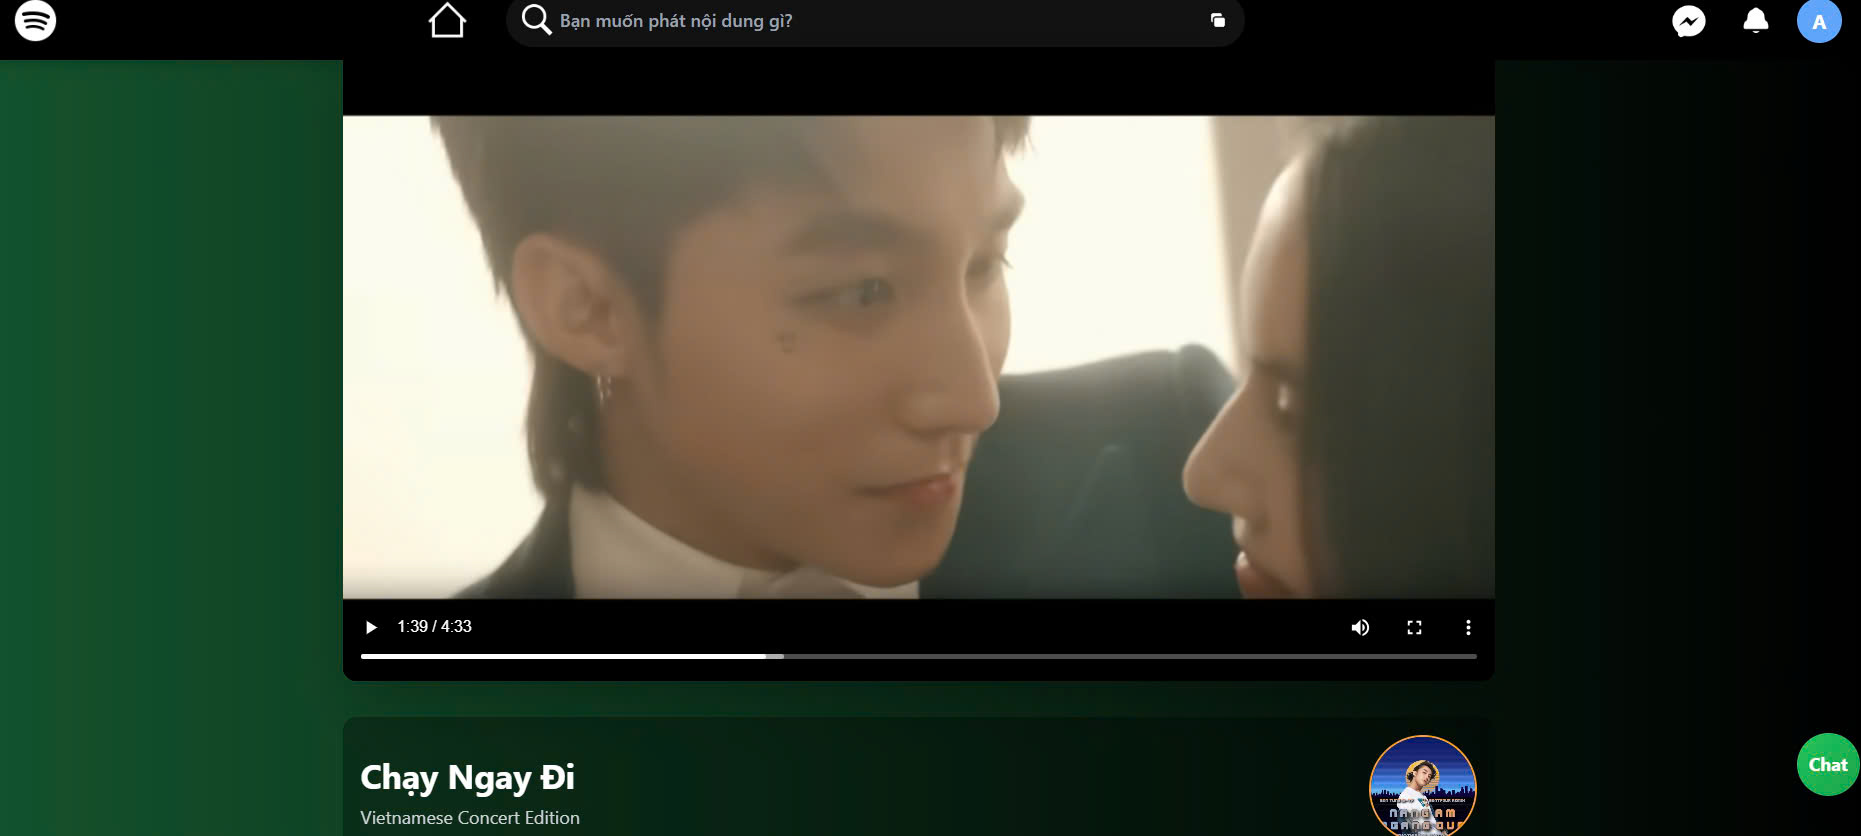 Bạn muốn phát nội dung gì?
A
1:39 / 4:33
Chat
Chạy Ngay Đi
Vietnamese Concert Edition